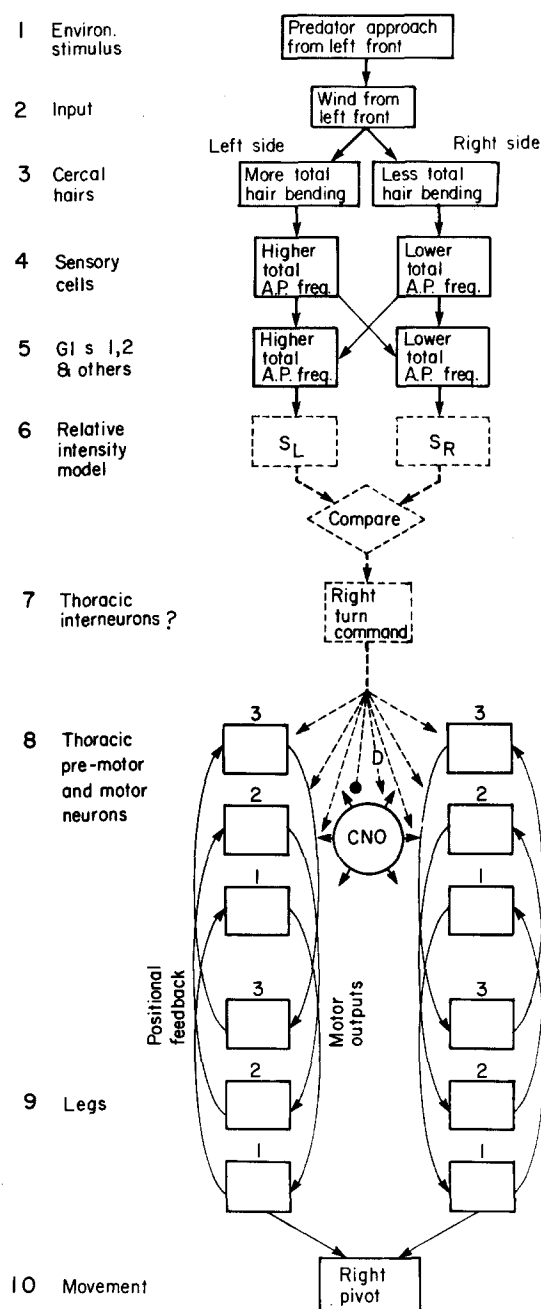 1 Environ. stimulus
Predator approach
from left front
2 Input
Wind from
left front
Left side
Right side
3 Cercal hairs
More total
hair bending
Less total
hair bending
4 Sensory cells
Higher
total
A.P. freq.
Lower
total
A.P. freq.
5 GI s 1,2 & others
Higher
total
A.P. freq.
Lower
total
A.P. freq.
6 Relative intensity model
SL
SR
Compare
7 Thoracic interneurons ?
Right
turn
command
8 Thoracic pre-motor and motor neurons
3
3
D
2
CNO
2
1
1
Positional feedback
Motor outputs
3
3
9 Legs
2
2
1
1
10 Movement
Right
pivot